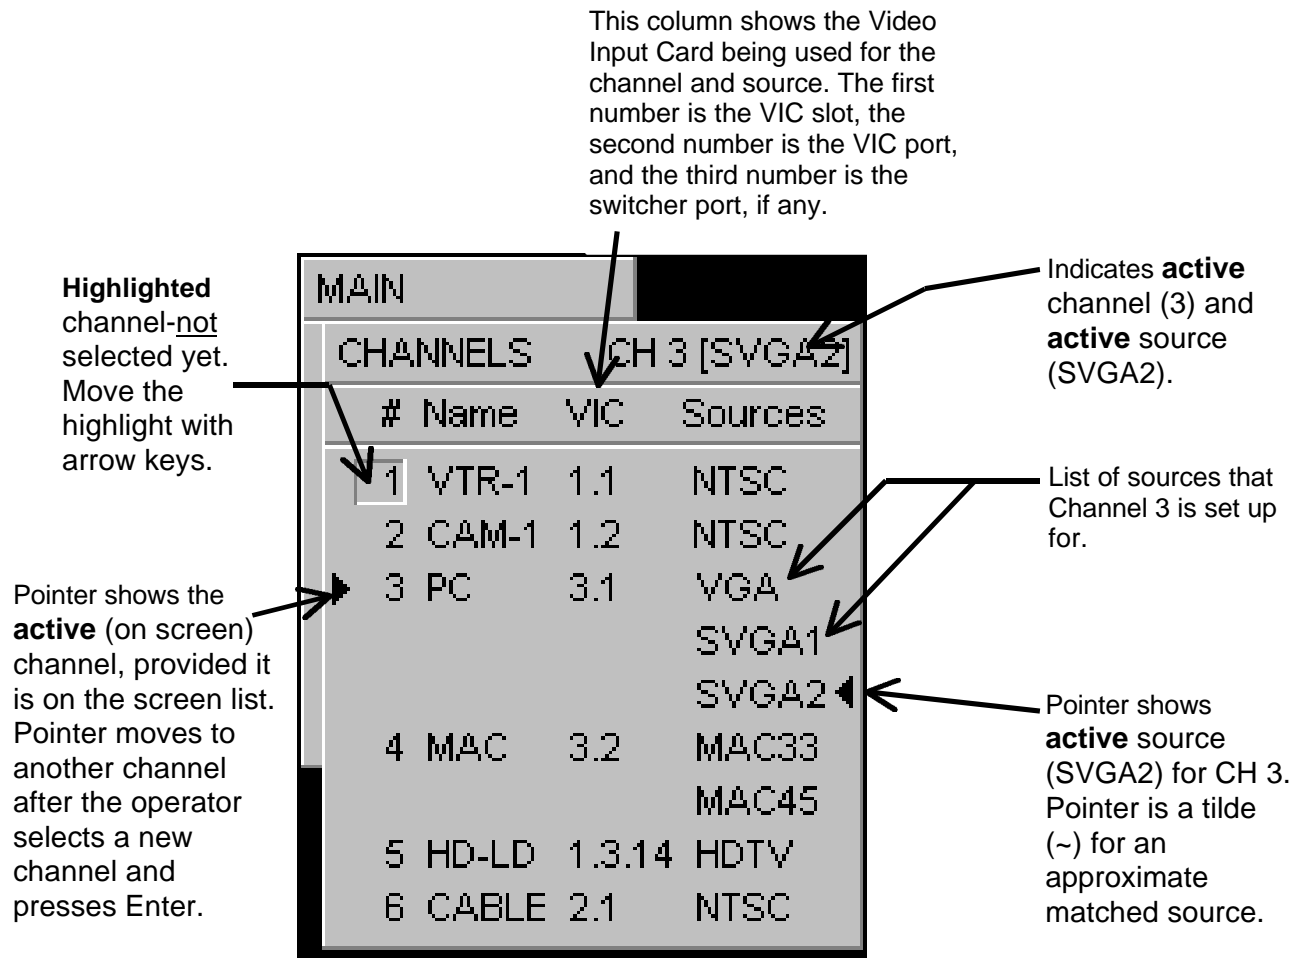 This column shows the Video
Input Card being used for the
channel and source. The first
number is the VIC slot, the
second number is the VIC port,
and the third number is the
switcher port, if any.
Highlighted
channel-not
selected yet.
Move the
highlight with
arrow keys.
Pointer shows the
active (on screen)
channel, provided it
is on the screen list.
Pointer moves to
another channel
after the operator
selects a new
channel and
presses Enter.
MAIN
CHANNELS CH 3 [SVGA2]
# Name VIC Sources
1 VTR-1 1.1 NTSC
2 CAM-1 1.2 NTSC
3 PC 3.1 VGA
SVGA1
SVGA2
4 MAC 3.2 MAC33
MAC45
5 HD-LD 1.3.14 HDTV
6 CABLE 2.1 NTSC
Indicates active
channel (3) and
active source
(SVGA2).
List of sources that
Channel 3 is set up
for.
Pointer shows
active source
(SVGA2) for CH 3.
Pointer is a tilde
(~) for an
approximate
matched source.